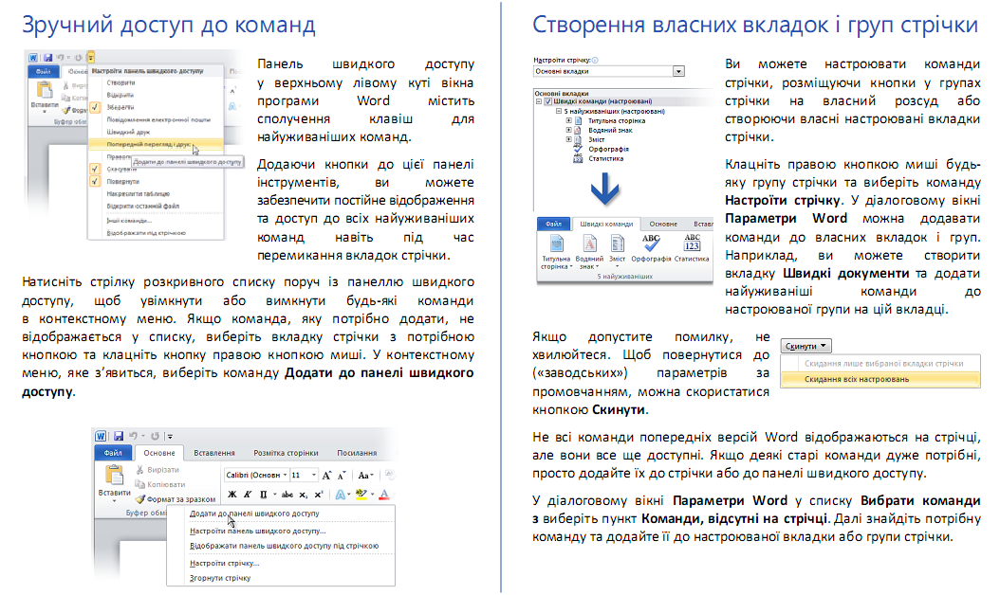 Зручний доступ до команд
Настроїти панель швидкого доступу
Файл
Створити
Відкрити
Зберегти
Вставити
Повідомлення електронної пошти
Швидкий друк
Попередній перегляд і друк
Додати до панелі швидкого доступу
Скасувати
Повернути
Накреслити таблицю
Відкрити останній файл
Інші команди...
Відображати під стрічкою
Панель швидкого доступу
у верхньому лівому куті вікна
програми Word містить
сполучення клавіш для
найуживаніших команд.
Додаючи кнопки до цієї панелі
інструментів, ви можете
забезпечити постійне відображення
та доступ до всіх найуживаніших
команд навіть під час
перемикання вкладок стрічки.
Натисніть стрілку розкривного списку поруч із панеллю швидкого
доступу, щоб увімкнути або вимкнути будь-які команди
в контекстному меню. Якщо команда, яку потрібно додати, не
відображається у списку, виберіть вкладку стрічки з потрібною
кнопкою та клацніть кнопку правою кнопкою миші. У контекстному
меню, яке з’явиться, виберіть команду Додати до панелі швидкого
доступу.
Файл Основне Вставлення Розмітка сторінки Посилання
Вирізати
Копіювати
Формат за зразком
Вставити
Calibri (Основн 11
Додати до панелі швидкого доступу
Настроїти панель швидкого доступу...
Відображати панель швидкого доступу під стрічкою
Настроїти стрічку...
Згорнути стрічку
Створення власних вкладок і груп стрічки
Настроїти стрічку:
Основні вкладки
Основні вкладки
Швидкі команди (настроювані)
5 найуживаніших (настроювані)
Титульна сторінка
Водяний знак
Зміст
Орфографія
Статистика
Файл Швидкі команди Основне
Титульна Водяний Зміст Орфографія Статистика
сторінка знак
5 найуживаніших
Ви можете настроювати команди
стрічки, розміщуючи кнопки у групах
стрічки на власний розсуд або
створюючи власні настроювані вкладки
стрічки.
Клацніть правою кнопкою миші будь-
яку групу стрічки та виберіть команду
Настроїти стрічку. У діалоговому вікні
Параметри Word можна додавати
команди до власних вкладок і груп.
Наприклад, ви можете створити
вкладку Швидкі документи та додати
найуживаніші команди до
настроюваної групи на цій вкладці.
Якщо допустите помилку, не
хвилюйтеся. Щоб повернутися до
(«заводських») параметрів за
промовчанням, можна скористатися
кнопкою Скинути.
Скинути
Скидання лише вибраної вкладки стрічки
Скидання всіх настроювань
Не всі команди попередніх версій Word відображаються на стрічці,
але вони все ще доступні. Якщо деякі старі команди дуже потрібні,
просто додайте їх до стрічки або до панелі швидкого доступу.
У діалоговому вікні Параметри Word у списку Вибрати команди
з виберіть пункт Команди, відсутні на стрічці. Далі знайдіть потрібну
команду та додайте її до настроюваної вкладки або групи стрічки.